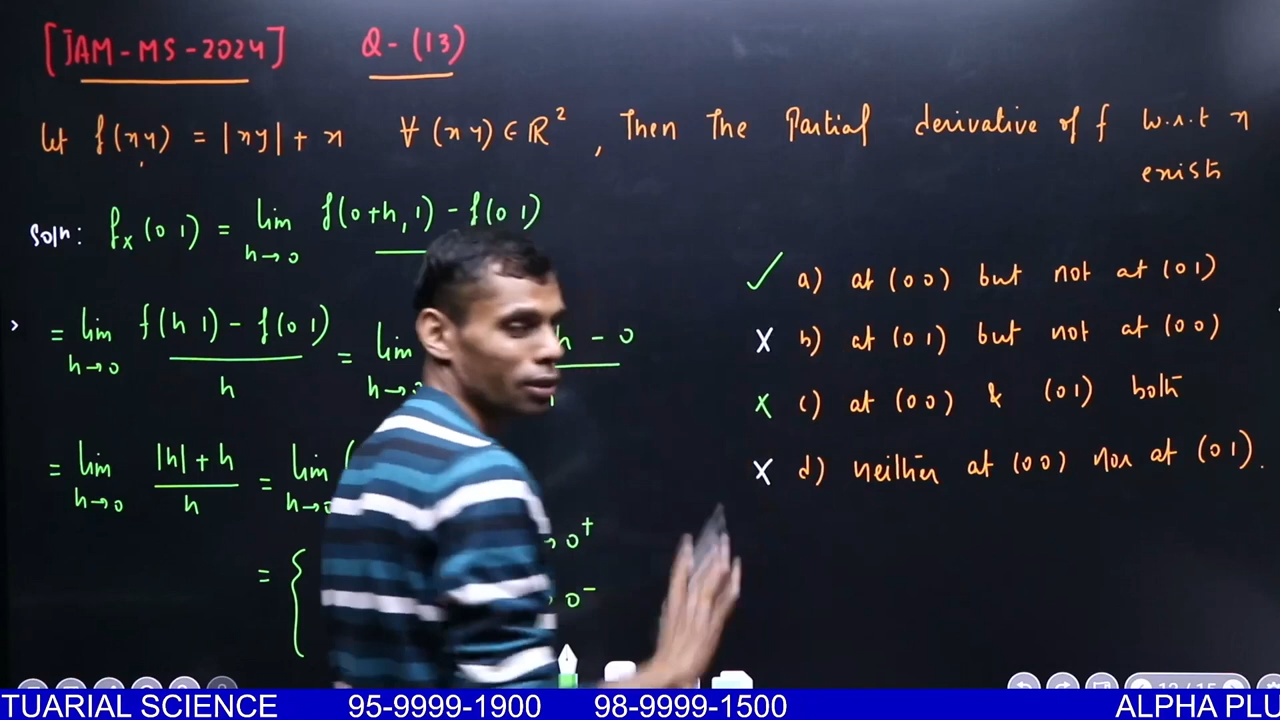 [JAM-MS-2024] Q-(13)
let f(x y) = |xy| + x ∀ (x y) ∈ R², Then The Partial derivative of f w.r.t x
exists
Soln: fx (0 1) = lim h→0 f(0+h, 1) - f(0 1)
a) at (0 0) but not at (0 1)
= lim h→0 f(h 1) - f(0 1) / h = lim h→0 h - 0
b) at (0 1) but not at (0 0)
c) at (0 0) & (0 1) both
= lim h→0 |h| + h / h = lim h→0
d) neither at (0 0) nor at (0 1).
= { 0⁺
0⁻
TUARIAL SCIENCE 95-9999-1900 98-9999-1500 ALPHA PLU